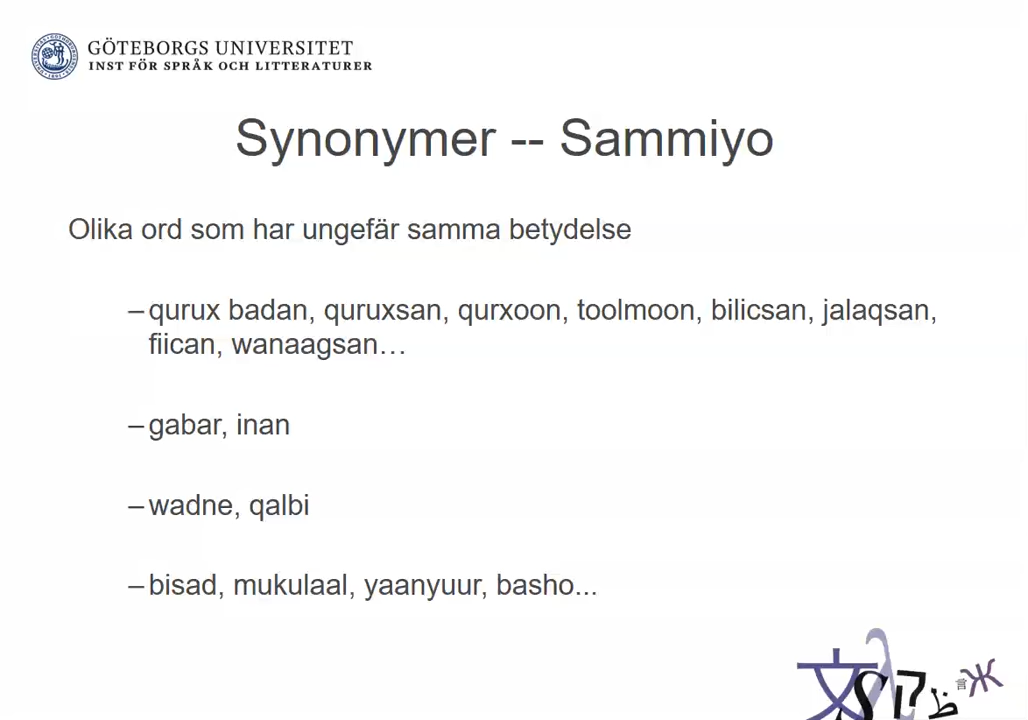 GÖTEBORGS UNIVERSITET
INST FÖR SPRÅK OCH LITTERATURER
Synonymer -- Sammiyo
Olika ord som har ungefär samma betydelse
–qurux badan, quruxsan, qurxoon, toolmoon, bilicsan, jalaqsan,
fiican, wanaagsan…
–gabar, inan
–wadne, qalbi
–bisad, mukulaal, yaanyuur, basho...